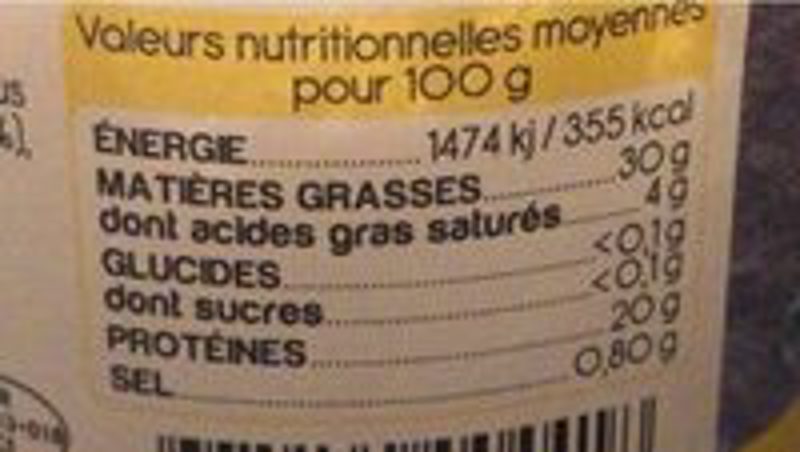 Valeurs nutritionnelles moyennes
pour 100 g
ÉNERGIE 1474 kj / 355 kcal
MATIÈRES GRASSES 30 g
dont acides gras saturés 4 g
GLUCIDES <0,1g
dont sucres <0,1g
PROTÉINES 20 g
SEL 0,80 g